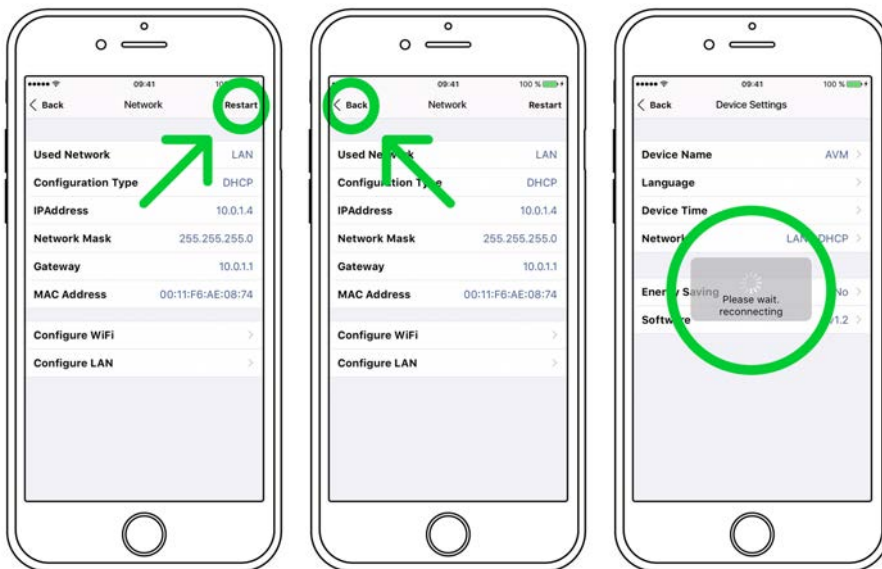 09:41
Back Network Restart
Used Network LAN
Configuration Type DHCP
IPAddress 10.0.1.4
Network Mask 255.255.255.0
Gateway 10.0.1.1
MAC Address 00:11:F6:AE:08:74
Configure WiFi
Configure LAN
09:41 100 %
Back Network Restart
Used Network LAN
Configuration Type DHCP
IPAddress 10.0.1.4
Network Mask 255.255.255.0
Gateway 10.0.1.1
MAC Address 00:11:F6:AE:08:74
Configure WiFi
Configure LAN
09:41 100 %
Back Device Settings
Device Name AVM
Language
Device Time
Network DHCP
Energy Saving No
Please wait.
reconnecting
Software v1.2